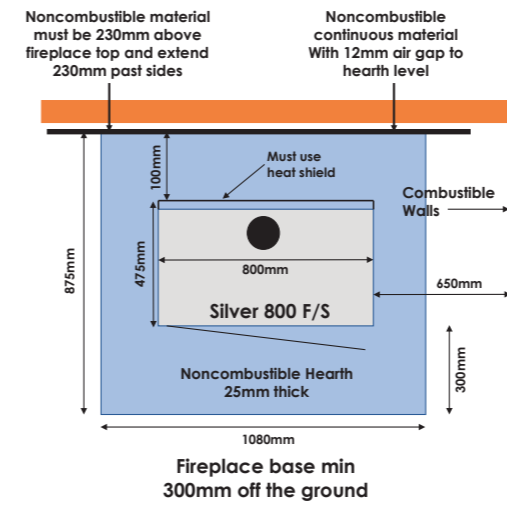 Noncombustible material
must be 230mm above
fireplace top and extend
230mm past sides
Noncombustible
continuous material
With 12mm air gap to
hearth level
100mm
Must use
heat shield
Combustible
Walls
875mm
475mm
800mm
650mm
Silver 800 F/S
300mm
Noncombustible Hearth
25mm thick
1080mm
Fireplace base min
300mm off the ground